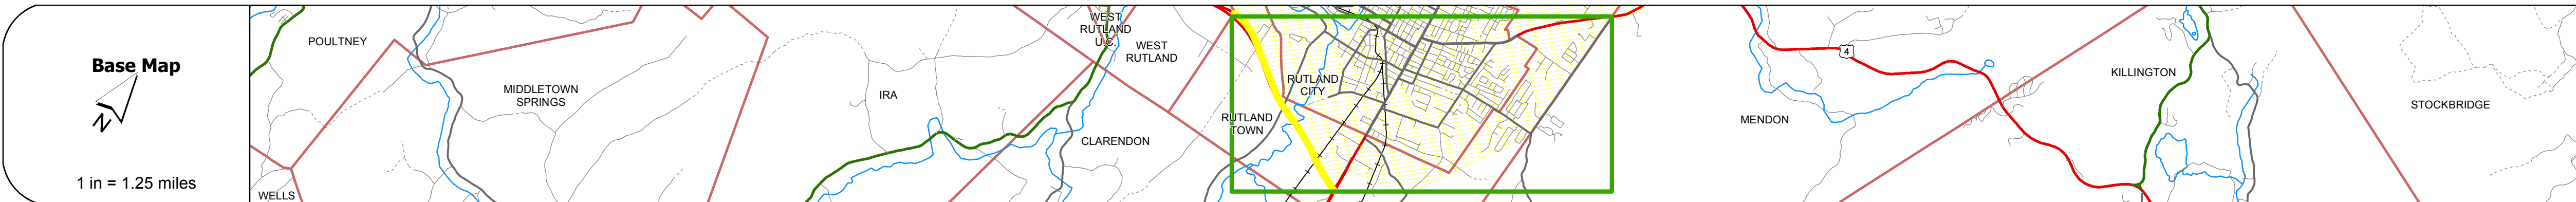 Base Map
N
1 in = 1.25 miles
POULTNEY
WELLS
MIDDLETOWN
SPRINGS
IRA
WEST
RUTLAND
U.C.
WEST
RUTLAND
CLARENDON
RUTLAND
TOWN
RUTLAND
CITY
MENDON
4
KILLINGTON
STOCKBRIDGE